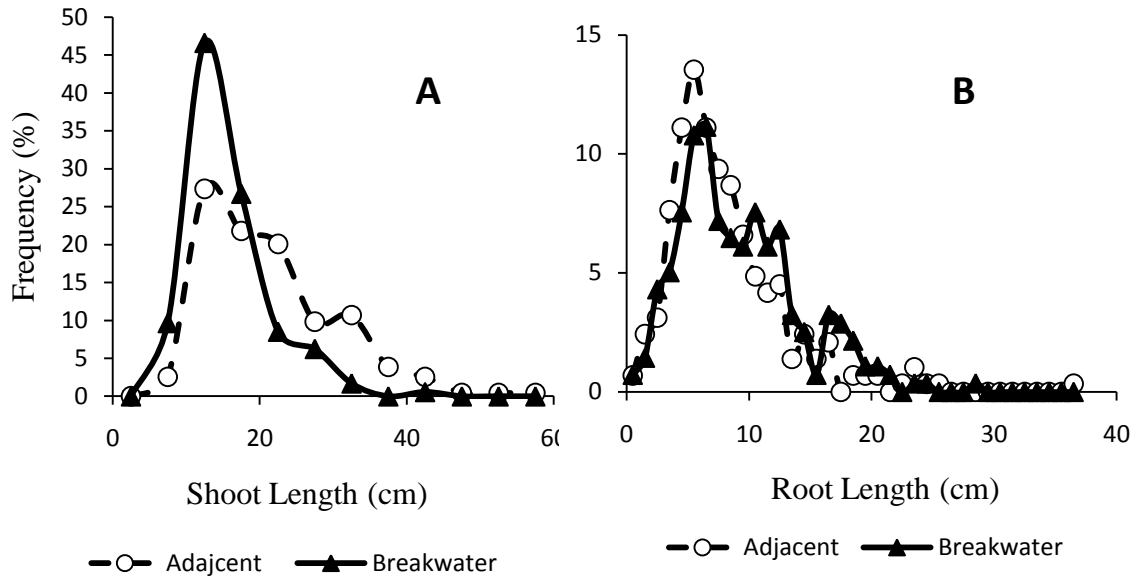 50
45
40
35
30
25
20
15
10
5
0
Frequency (%)
A
0 20 40 60
Shoot Length (cm)
Adajcent Breakwater
15
10
5
0
B
0 10 20 30 40
Root Length (cm)
Adjacent Breakwater